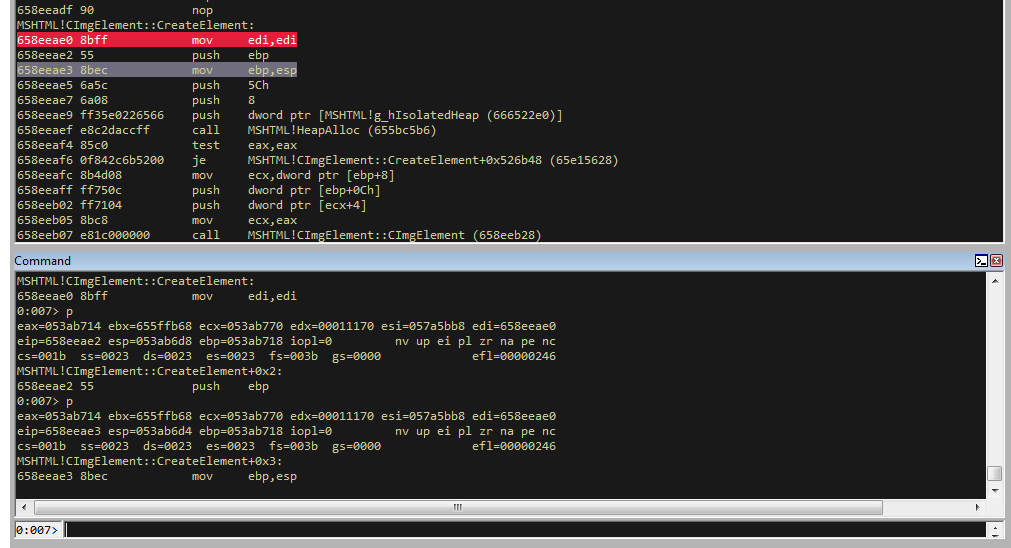 658eeadf 90 nop
MSHTML!CImgElement::CreateElement:
658eeae0 8bff mov edi,edi
658eeae2 55 push ebp
658eeae3 8bec mov ebp,esp
658eeae5 6a5c push 5Ch
658eeae7 6a08 push 8
658eeae9 ff35e0226566 push dword ptr [MSHTML!g_hIsolatedHeap (666522e0)]
658eeaef e8c2daccff call MSHTML!HeapAlloc (655bc5b6)
658eeaf4 85c0 test eax,eax
658eeaf6 0f842c6b5200 je MSHTML!CImgElement::CreateElement+0x526b48 (65e15628)
658eeafc 8b4d08 mov ecx,dword ptr [ebp+8]
658eeaff ff750c push dword ptr [ebp+0Ch]
658eeb02 ff7104 push dword ptr [ecx+4]
658eeb05 8bc8 mov ecx,eax
658eeb07 e81c000000 call MSHTML!CImgElement::CImgElement (658eeb28)
Command
MSHTML!CImgElement::CreateElement:
658eeae0 8bff mov edi,edi
0:007> p
eax=053ab714 ebx=655ffb68 ecx=053ab770 edx=00011170 esi=057a5bb8 edi=658eeae0
eip=658eeae2 esp=053ab6d8 ebp=053ab718 iopl=0 nv up ei pl zr na pe nc
cs=001b ss=0023 ds=0023 es=0023 fs=003b gs=0000 efl=00000246
MSHTML!CImgElement::CreateElement+0x2:
658eeae2 55 push ebp
0:007> p
eax=053ab714 ebx=655ffb68 ecx=053ab770 edx=00011170 esi=057a5bb8 edi=658eeae0
eip=658eeae3 esp=053ab6d4 ebp=053ab718 iopl=0 nv up ei pl zr na pe nc
cs=001b ss=0023 ds=0023 es=0023 fs=003b gs=0000 efl=00000246
MSHTML!CImgElement::CreateElement+0x3:
658eeae3 8bec mov ebp,esp
0:007>